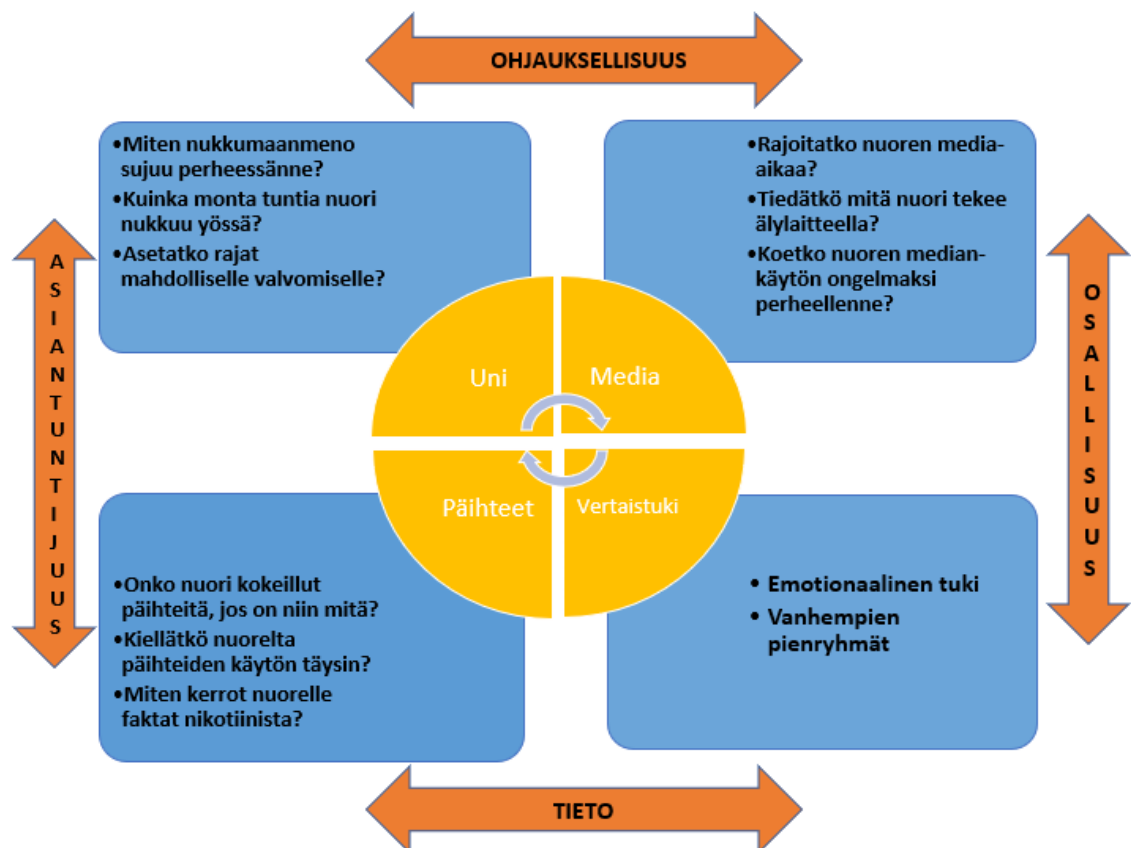 OHJAUKSELLISUUS
•Miten nukkumaanmeno
sujuu perheessänne?
•Kuinka monta tuntia nuori
nukkuu yössä?
•Asetatko rajat
mahdolliselle valvomiselle?
•Rajoitatko nuoren media-
aikaa?
•Tiedätkö mitä nuori tekee
älylaitteella?
•Koetko nuoren median-
käytön ongelmaksi
perheellenne?
ASIANTUNTIJUUS
OSALLISUUS
Uni
Media
Päihteet
Vertaistuki
•Onko nuori kokeillut
päihteitä, jos on niin mitä?
•Kiellätkö nuorelta
päihteiden käytön täysin?
•Miten kerrot nuorelle
faktat nikotiinista?
• Emotionaalinen tuki
• Vanhempien
pienryhmät
TIETO